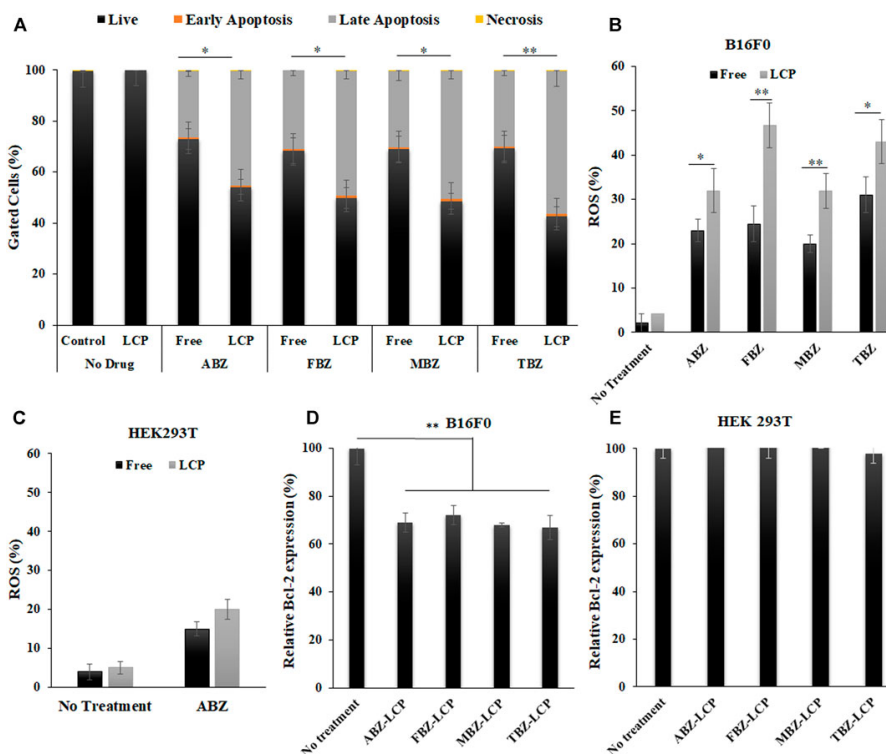 A
Live Early Apoptosis Late Apoptosis Necrosis
* * * **
Gated Cells (%)
100
80
60
40
20
0
Control LCP Free LCP Free LCP Free LCP Free LCP
No Drug ABZ FBZ MBZ TBZ
B
B16F0
Free LCP
ROS (%)
60
50
40
30
20
10
0
* ** ** *
No Treatment ABZ FBZ MBZ TBZ
C
HEK293T
Free LCP
ROS (%)
60
50
40
30
20
10
0
No Treatment ABZ
D
** B16F0
Relative Bcl-2 expression (%)
100
80
60
40
20
0
No treatment ABZ-LCP FBZ-LCP MBZ-LCP TBZ-LCP
E
HEK 293T
Relative Bcl-2 expression (%)
100
80
60
40
20
0
No treatment ABZ-LCP FBZ-LCP MBZ-LCP TBZ-LCP